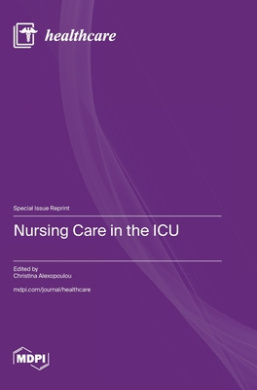 healthcare
Special Issue Reprint
Nursing Care in the ICU
Edited by
Christina Alexopoulou
mdpi.com/journal/healthcare
MDPI